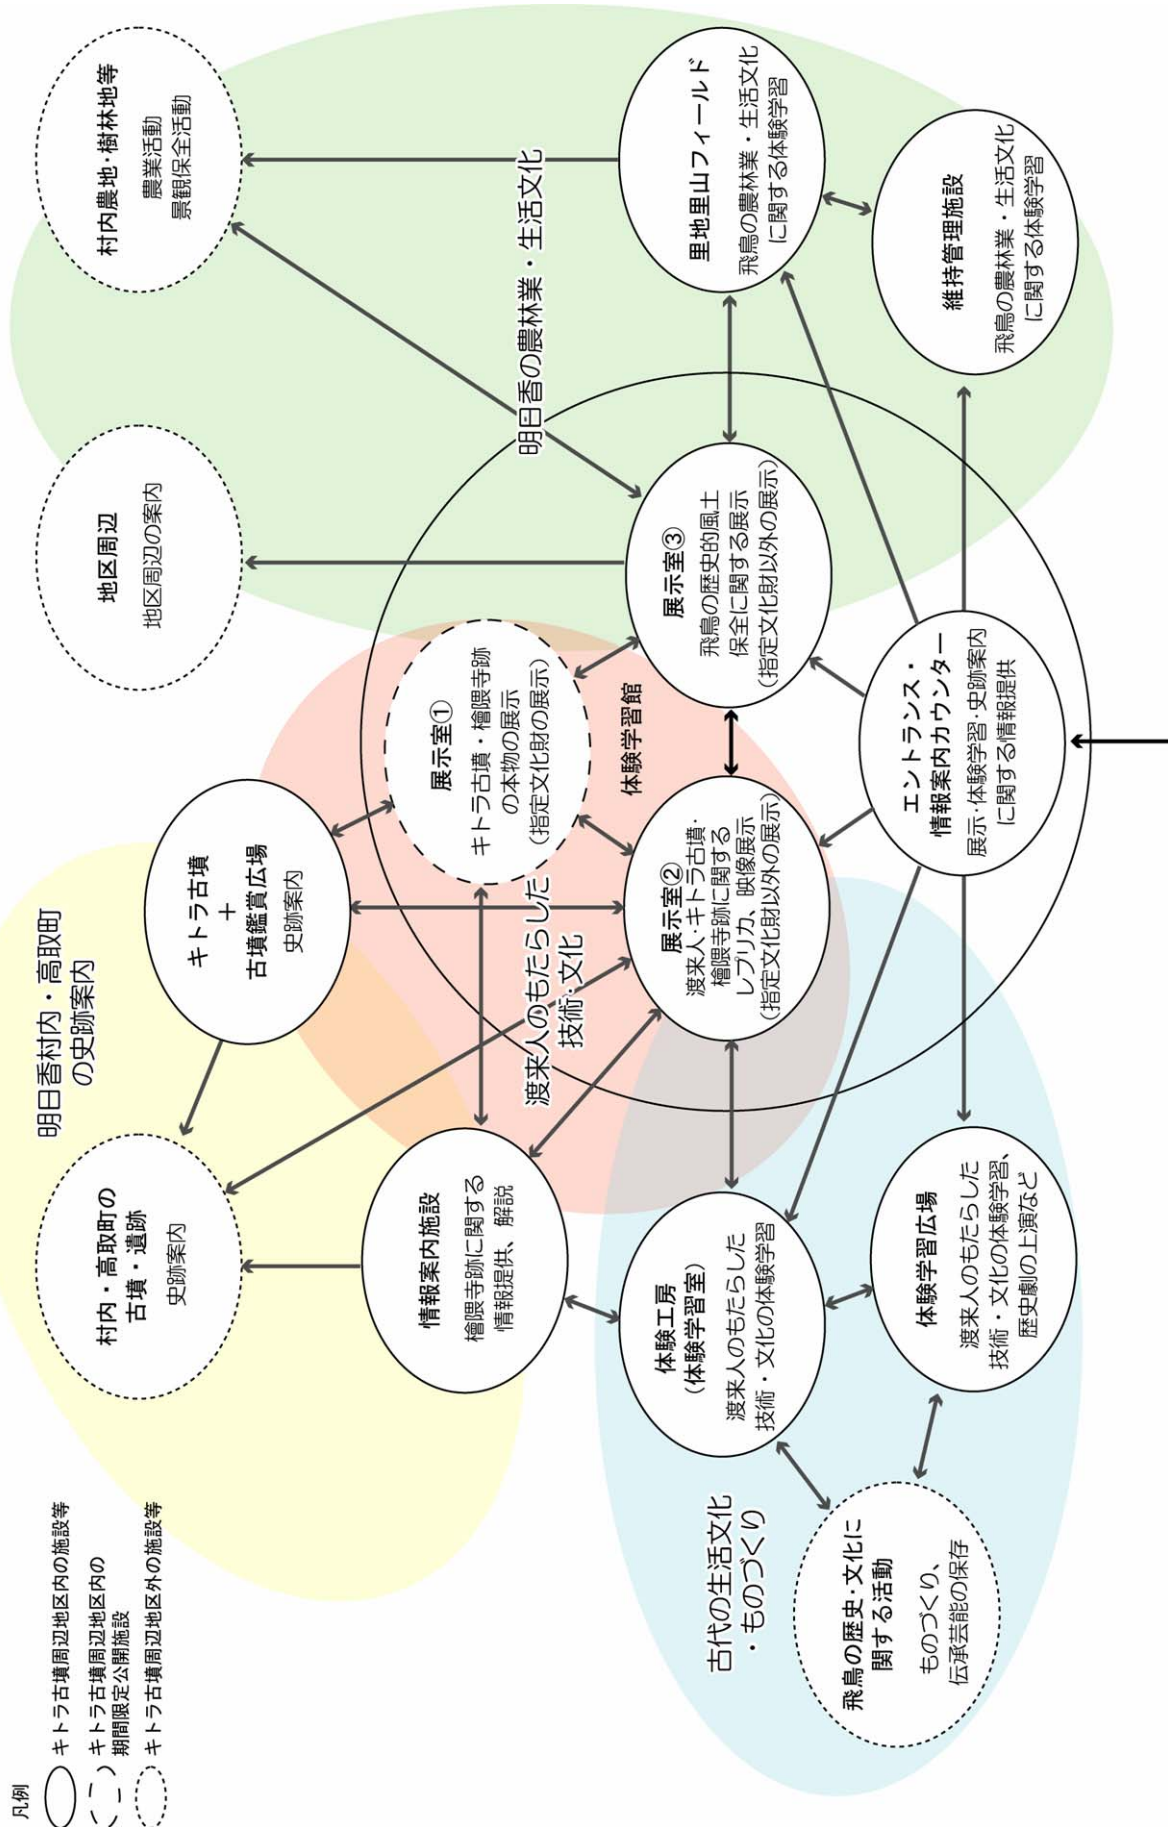 凡例
キトラ古墳周辺地区内の施設等
キトラ古墳周辺地区内の
期間限定公開施設
キトラ古墳周辺地区外の施設等
明日香村内・高取町
の史跡案内
村内・高取町の
古墳・遺跡
史跡案内
キトラ古墳
＋
古墳鑑賞広場
史跡案内
地区周辺
地区周辺の案内
村内農地・樹林地等
農業活動
景観保全活動
情報案内施設
檜隈寺跡に関する
情報提供、解説
渡来人のもたらした
技術・文化
展示室①
キトラ古墳・檜隈寺跡
の本物の展示
（指定文化財の展示）
明日香の農林業・生活文化
体験学習館
体験工房
（体験学習室）
渡来人のもたらした
技術・文化の体験学習
展示室②
渡来人・キトラ古墳・
檜隈寺跡に関する
レプリカ、映像展示
（指定文化財以外の展示）
展示室③
飛鳥の歴史的風土
保全に関する展示
（指定文化財以外の展示）
里地里山フィールド
飛鳥の農林業・生活文化
に関する体験学習
古代の生活文化
・ものづくり
飛鳥の歴史・文化に
関する活動
ものづくり、
伝承芸能の保存
体験学習広場
渡来人のもたらした
技術・文化の体験学習、
歴史劇の上演など
エントランス・
情報案内カウンター
展示・体験学習・史跡案内
に関する情報提供
維持管理施設
飛鳥の農林業・生活文化
に関する体験学習